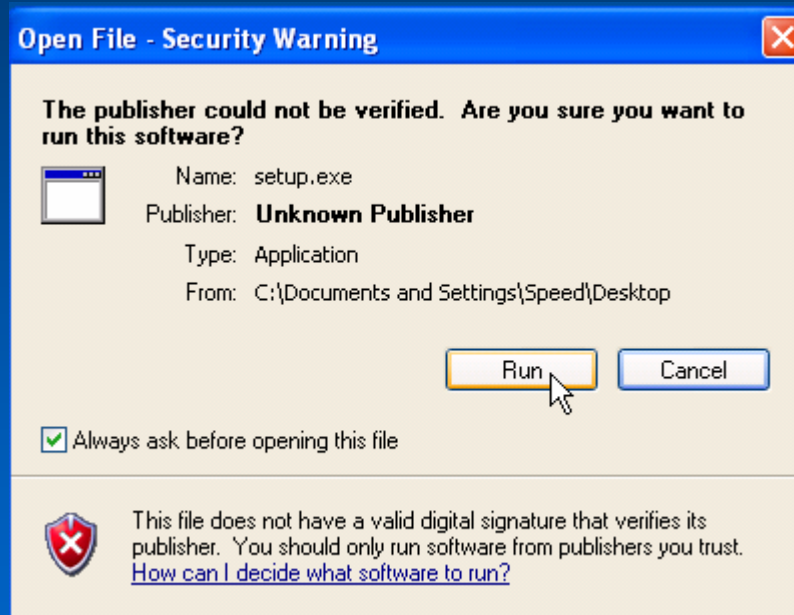 Open File - Security Warning
The publisher could not be verified.  Are you sure you want to
run this software?
Name: setup.exe
Publisher: Unknown Publisher
Type: Application
From: C:\Documents and Settings\Speed\Desktop
Run Cancel
Always ask before opening this file
This file does not have a valid digital signature that verifies its
publisher.  You should only run software from publishers you trust.
How can I decide what software to run?